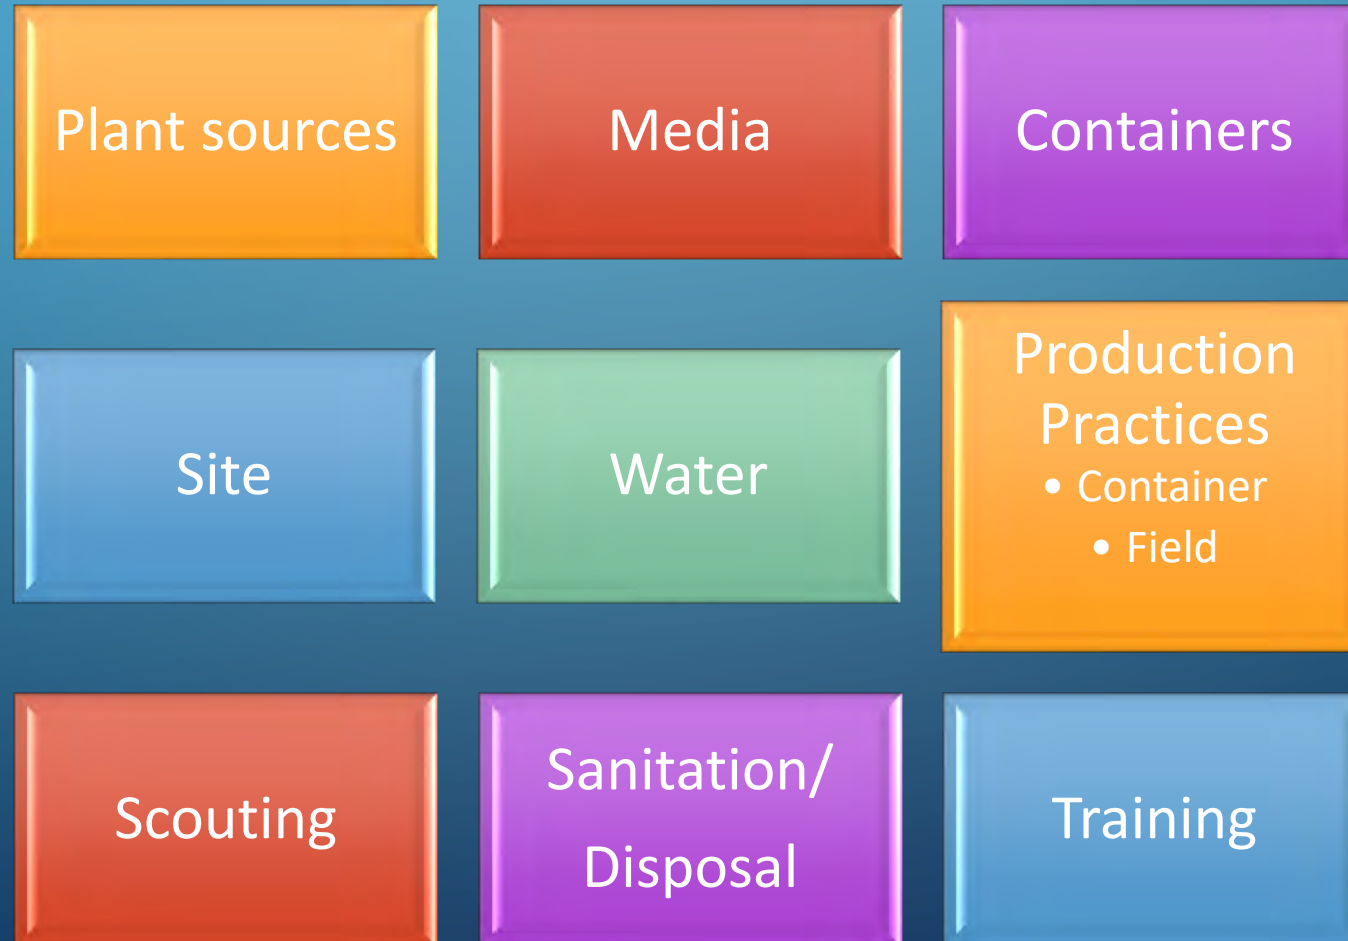 Plant sources
Media
Containers
Site
Water
Production
Practices
• Container
• Field
Scouting
Sanitation/
Disposal
Training